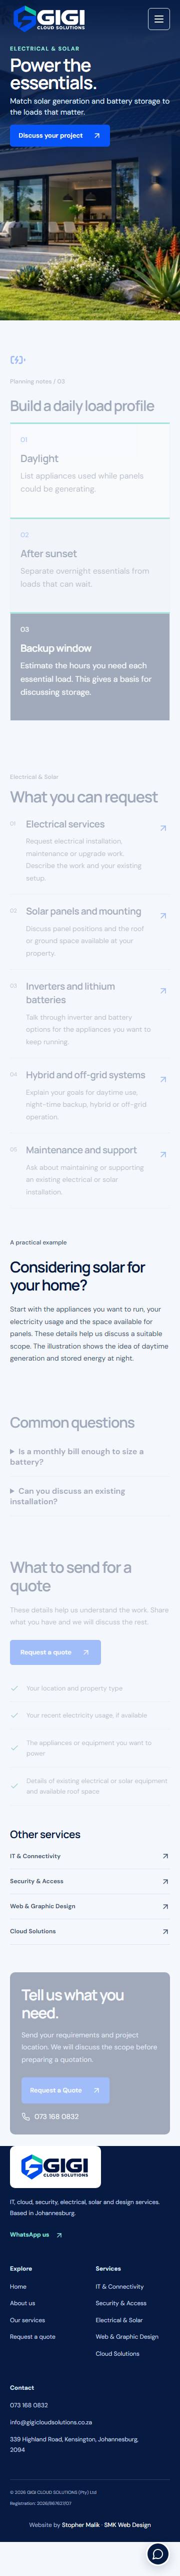 GIGI
CLOUD SOLUTIONS
ELECTRICAL & SOLAR
Power the
essentials.
Match solar generation and battery storage to
the loads that matter.
Discuss your project
Planning notes / 03
Build a daily load profile
01
Daylight
List appliances used while panels
could be generating.
02
After sunset
Separate overnight essentials from
loads that can wait.
03
Backup window
Estimate the hours you need each
essential load. This gives a basis for
discussing storage.
Electrical & Solar
What you can request
01
Electrical services
Request electrical installation,
maintenance or upgrade work.
Describe the work and your existing
setup.
02
Solar panels and mounting
Discuss panel positions and the roof
or ground space available at your
property.
03
Inverters and lithium
batteries
Talk through inverter and battery
options for the appliances you want to
keep running.
04
Hybrid and off-grid systems
Explain your goals for daytime use,
night-time backup, hybrid or off-grid
operation.
05
Maintenance and support
Ask about maintaining or supporting
an existing electrical or solar
installation.
A practical example
Considering solar for
your home?
Start with the appliances you want to run, your
electricity usage and the space available for
panels. These details help us discuss a suitable
scope. The illustration shows the idea of daytime
generation and stored energy at night.
Common questions
Is a monthly bill enough to size a
battery?
Can you discuss an existing
installation?
What to send for a
quote
These details help us understand the work. Share
what you have and we will discuss the rest.
Request a quote
Your location and property type
Your recent electricity usage, if available
The appliances or equipment you want to
power
Details of existing electrical or solar equipment
and available roof space
Other services
IT & Connectivity
Security & Access
Web & Graphic Design
Cloud Solutions
Tell us what you
need.
Send your requirements and project
location. We will discuss the scope before
preparing a quotation.
Request a Quote
073 168 0832
GIGI
CLOUD SOLUTIONS
IT, cloud, security, electrical, solar and design services.
Based in Johannesburg.
WhatsApp us
Explore
Home
About us
Our services
Request a quote
Services
IT & Connectivity
Security & Access
Electrical & Solar
Web & Graphic Design
Cloud Solutions
Contact
073 168 0832
info@gigicloudsolutions.co.za
339 Highland Road, Kensington, Johannesburg,
2094
© 2026 GIGI CLOUD SOLUTIONS (Pty) Ltd
Registration: 2026/987627/07
Website by Stopher Malik · SMK Web Design